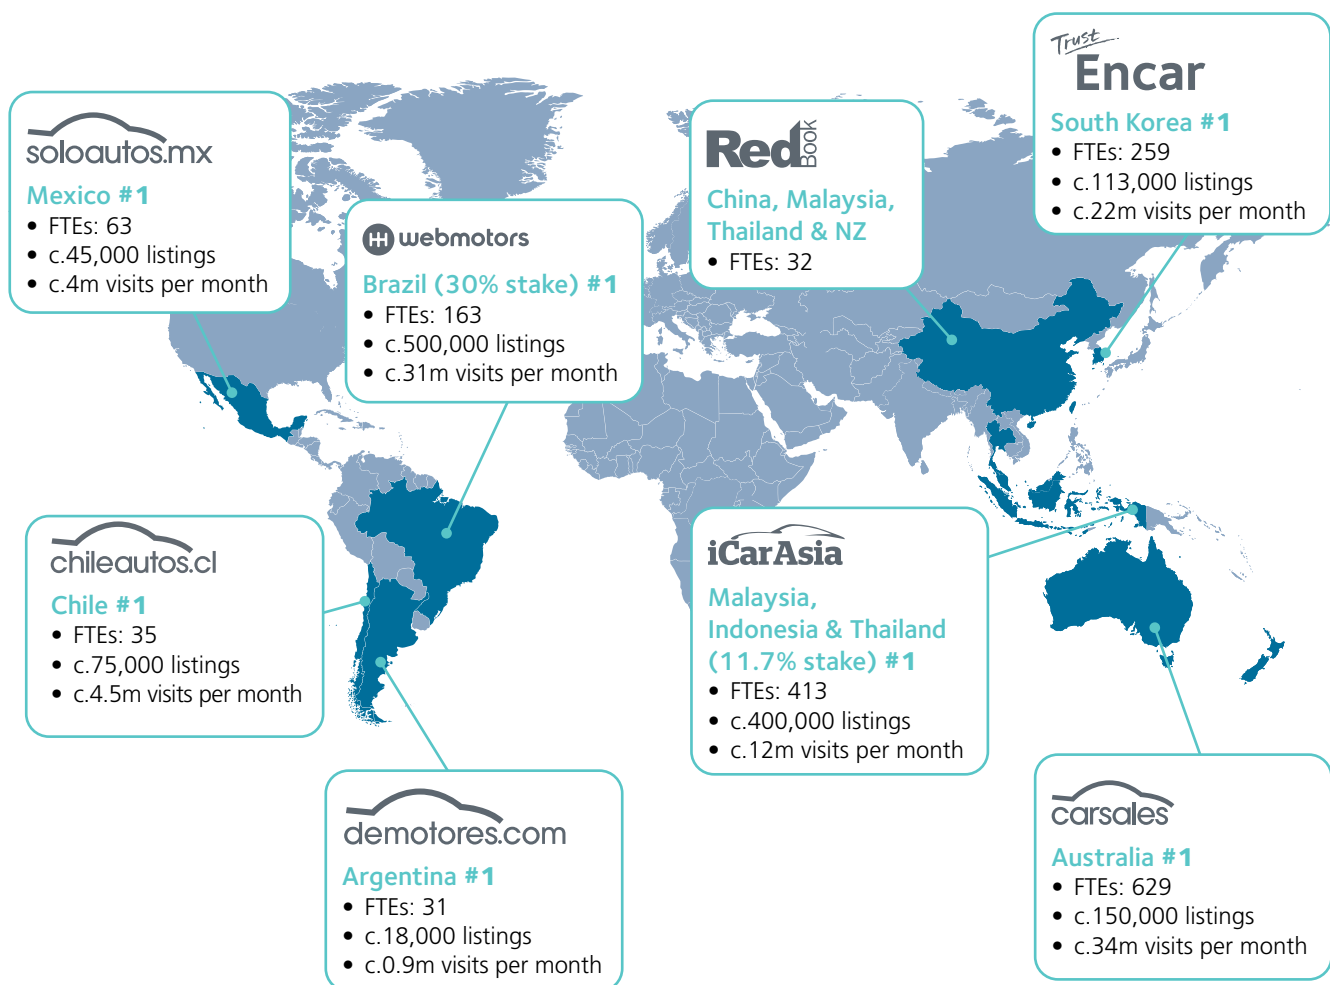 soloautos.mx
Mexico #1
• FTEs: 63
• c.45,000 listings
• c.4m visits per month
webmotors
Brazil (30% stake) #1
• FTEs: 163
• c.500,000 listings
• c.31m visits per month
RedBook
China, Malaysia,
Thailand & NZ
• FTEs: 32
Trust
Encar
South Korea #1
• FTEs: 259
• c.113,000 listings
• c.22m visits per month
chileautos.cl
Chile #1
• FTEs: 35
• c.75,000 listings
• c.4.5m visits per month
demotores.com
Argentina #1
• FTEs: 31
• c.18,000 listings
• c.0.9m visits per month
iCarAsia
Malaysia,
Indonesia & Thailand
(11.7% stake) #1
• FTEs: 413
• c.400,000 listings
• c.12m visits per month
carsales
Australia #1
• FTEs: 629
• c.150,000 listings
• c.34m visits per month